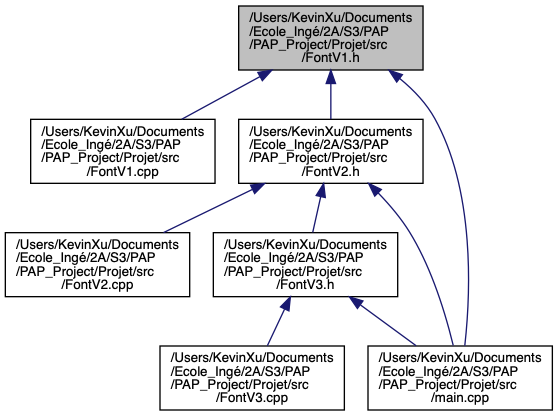 /Users/KevinXu/Documents
/Ecole_Ingé/2A/S3/PAP
/PAP_Project/Projet/src
/FontV1.h
/Users/KevinXu/Documents
/Ecole_Ingé/2A/S3/PAP
/PAP_Project/Projet/src
/FontV1.cpp
/Users/KevinXu/Documents
/Ecole_Ingé/2A/S3/PAP
/PAP_Project/Projet/src
/FontV2.h
/Users/KevinXu/Documents
/Ecole_Ingé/2A/S3/PAP
/PAP_Project/Projet/src
/FontV2.cpp
/Users/KevinXu/Documents
/Ecole_Ingé/2A/S3/PAP
/PAP_Project/Projet/src
/FontV3.h
/Users/KevinXu/Documents
/Ecole_Ingé/2A/S3/PAP
/PAP_Project/Projet/src
/FontV3.cpp
/Users/KevinXu/Documents
/Ecole_Ingé/2A/S3/PAP
/PAP_Project/Projet/src
/main.cpp